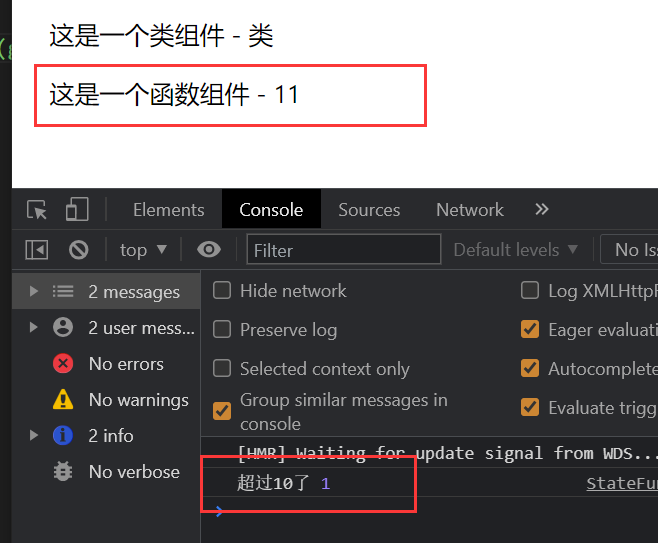 这是一个类组件 - 类
这是一个函数组件 - 11
Elements Console Sources Network »
top ▼ Filter Default levels ▼ No Is
2 messages
2 user mess...
No errors
No warnings
2 info
No verbose
Hide network
Log XMLHttpR
Preserve log
Eager evaluati
Selected context only
Autocomplete
Group similar messages in
console
Evaluate trigg
[HMR] Waiting for update signal from WDS...
超过10了 1
StateFun